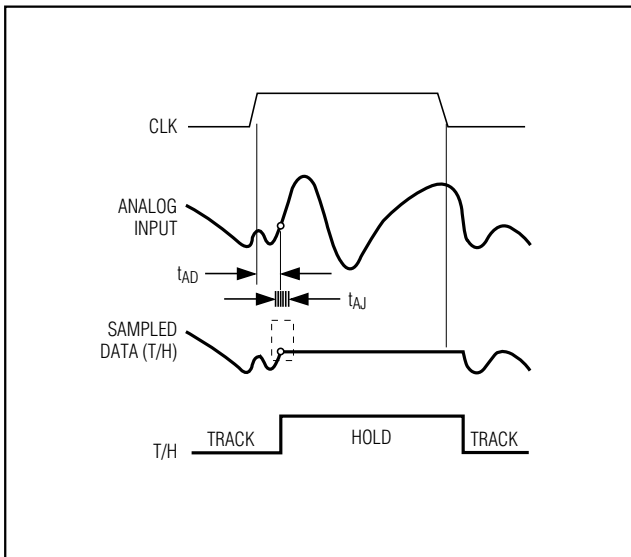 CLK
ANALOG
INPUT
tAD
tAJ
SAMPLED
DATA (T/H)
TRACK
HOLD
TRACK
T/H